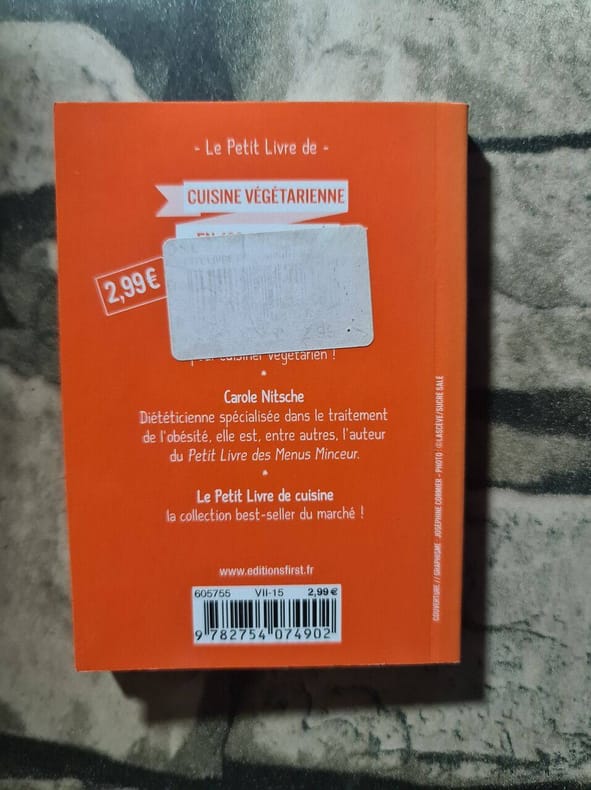 - Le Petit Livre de -
CUISINE VÉGÉTARIENNE
2,99€
cuisiner végétarien !
*
Carole Nitsche
Diététicienne spécialisée dans le traitement
de l'obésité, elle est, entre autres, l'auteur
du Petit Livre des Menus Minceur.
*
Le Petit Livre de cuisine
la collection best-seller du marché !
www.editionsfirst.fr
605755 VII-15 2,99€
9 782754 074902
COUVERTURE // GRAPHISME : JOSÉPHINE CORMIER - PHOTO : ©LASCÈVE/SUCRÉ SALÉ